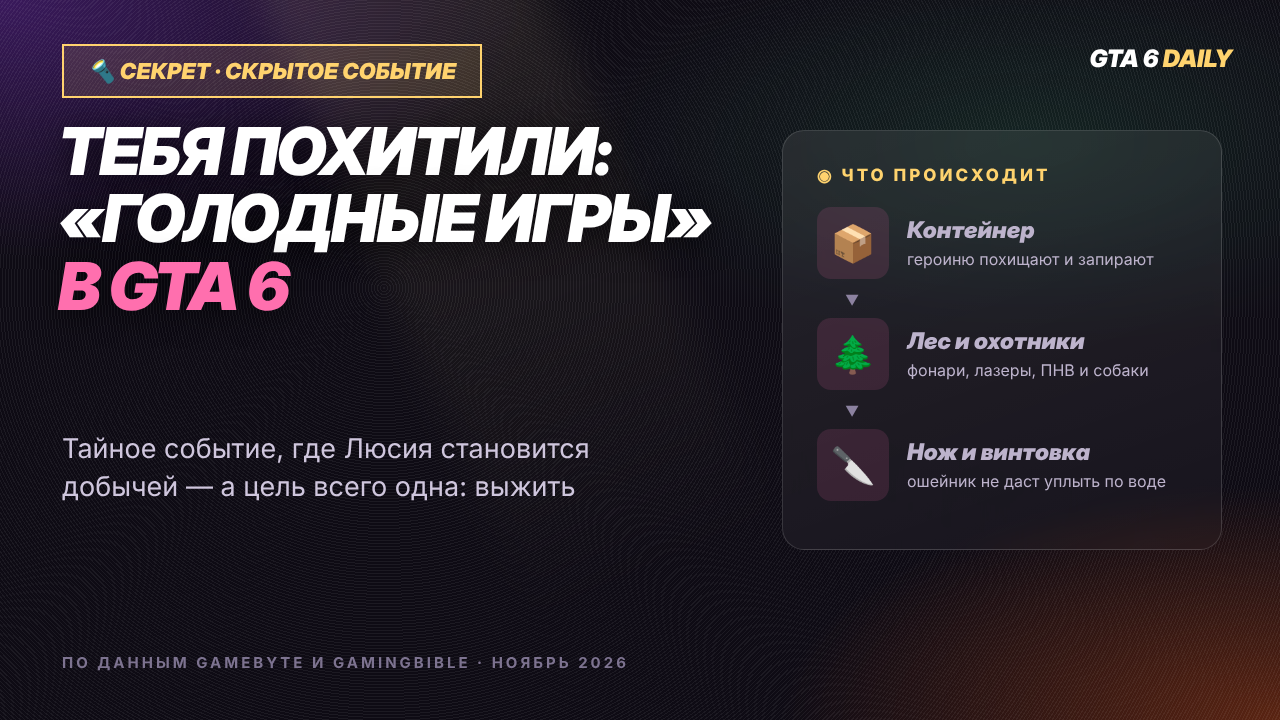 СЕКРЕТ · СКРЫТОЕ СОБЫТИЕ
GTA 6 DAILY
ТЕБЯ ПОХИТИЛИ:
«ГОЛОДНЫЕ ИГРЫ»
В GTA 6
Тайное событие, где Люсия становится
добычей — а цель всего одна: выжить
◉ ЧТО ПРОИСХОДИТ
Контейнер
героиню похищают и запирают
Лес и охотники
фонари, лазеры, ПНВ и собаки
Нож и винтовка
ошейник не даст уплыть по воде
ПО ДАННЫМ GAMEBYTE И GAMINGBIBLE · НОЯБРЬ 2026